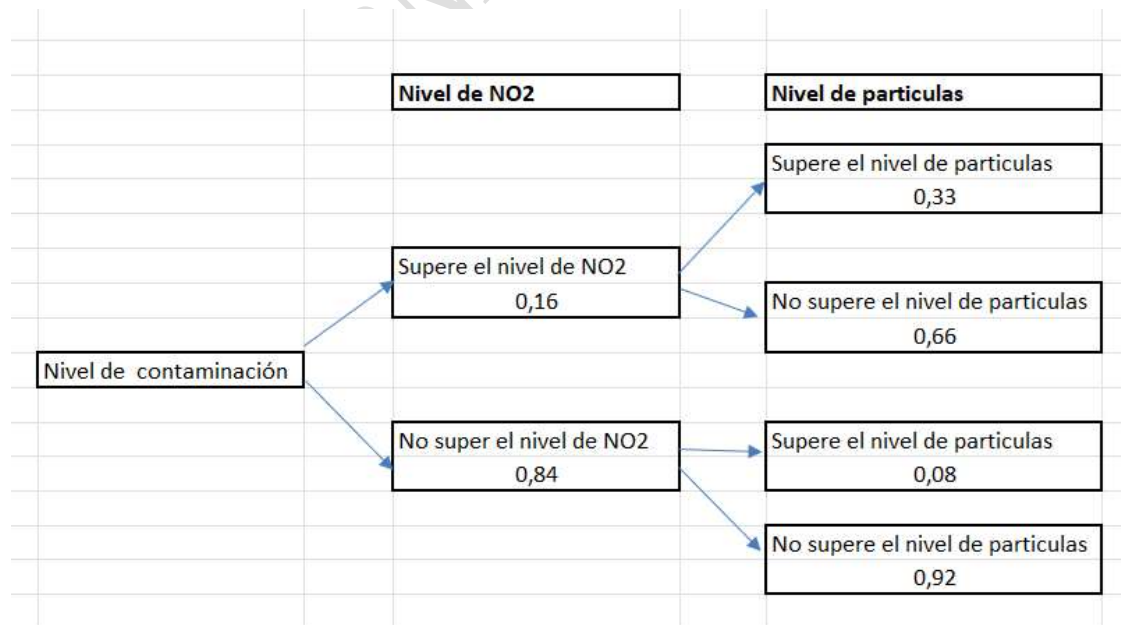 Nivel de NO2
Nivel de particulas
Supere el nivel de particulas
0,33
Supere el nivel de NO2
0,16
No supere el nivel de particulas
0,66
Nivel de contaminación
No super el nivel de NO2
0,84
Supere el nivel de particulas
0,08
No supere el nivel de particulas
0,92